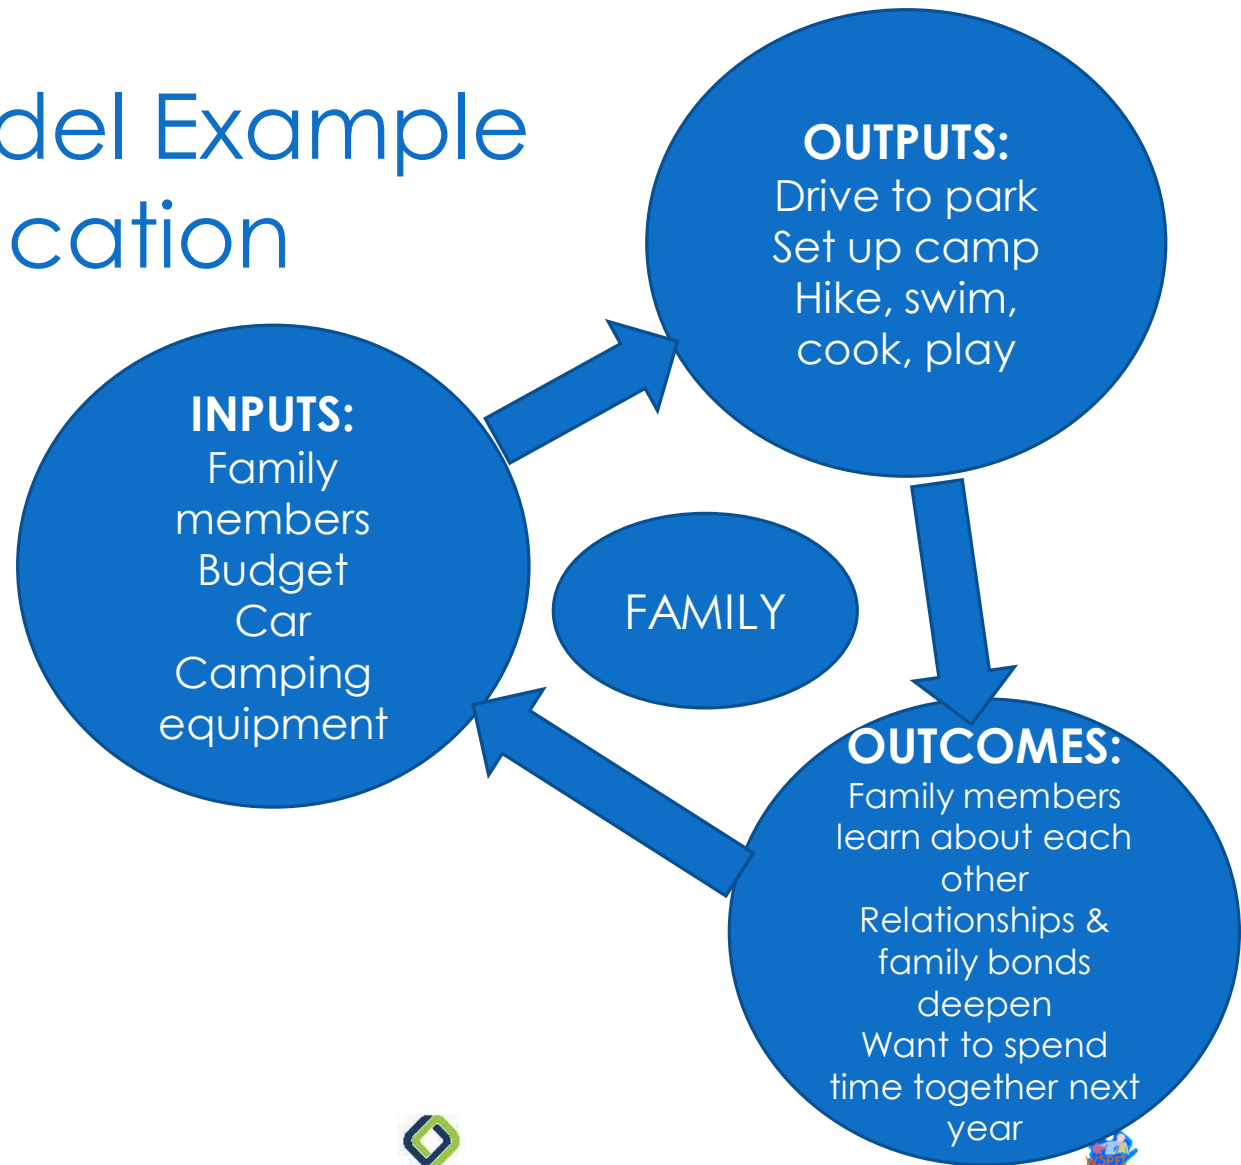 del Example
cation
OUTPUTS:
Drive to park
Set up camp
Hike, swim,
cook, play
INPUTS:
Family
members
Budget
Car
Camping
equipment
FAMILY
OUTCOMES:
Family members
learn about each
other
Relationships &
family bonds
deepen
Want to spend
time together next
year